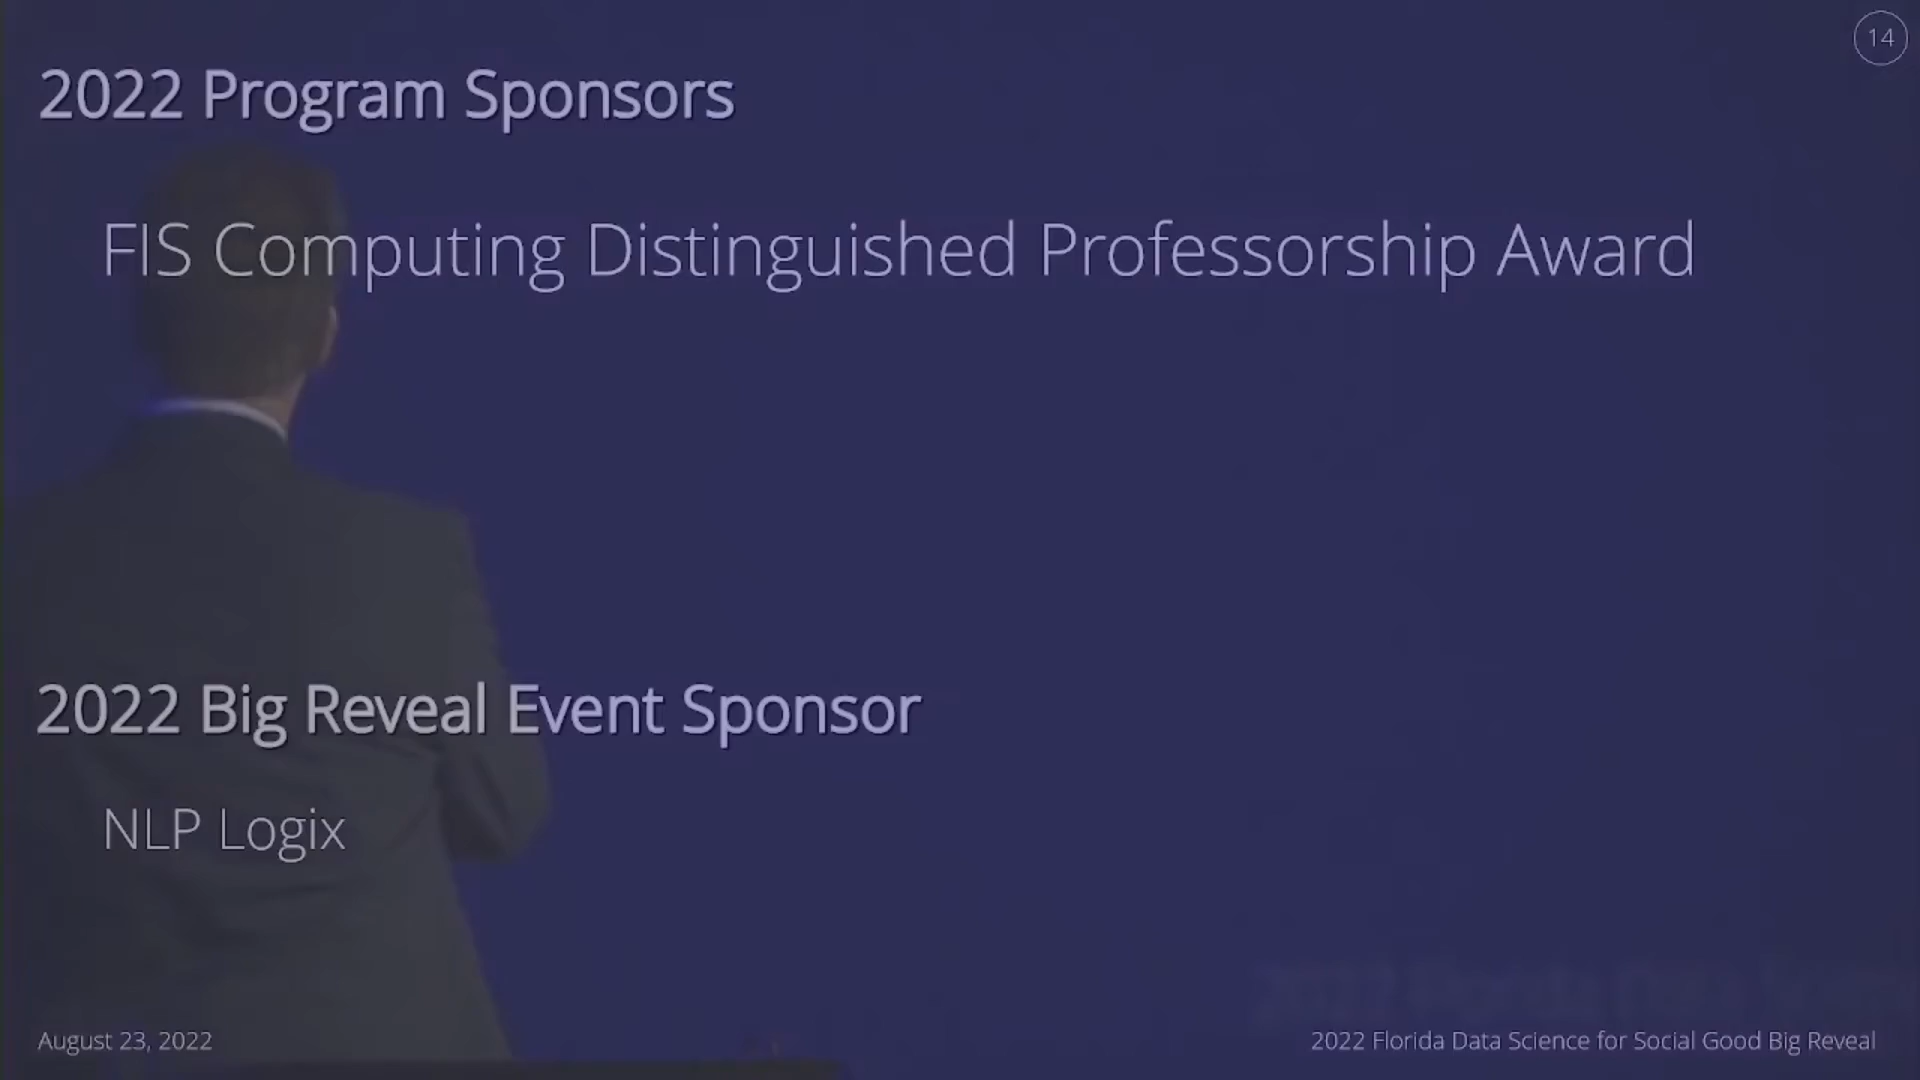 14
2022 Program Sponsors
FIS Computing Distinguished Professorship Award
2022 Big Reveal Event Sponsor
NLP Logix
August 23, 2022
2022 Florida Data Science for Social Good Big Reveal